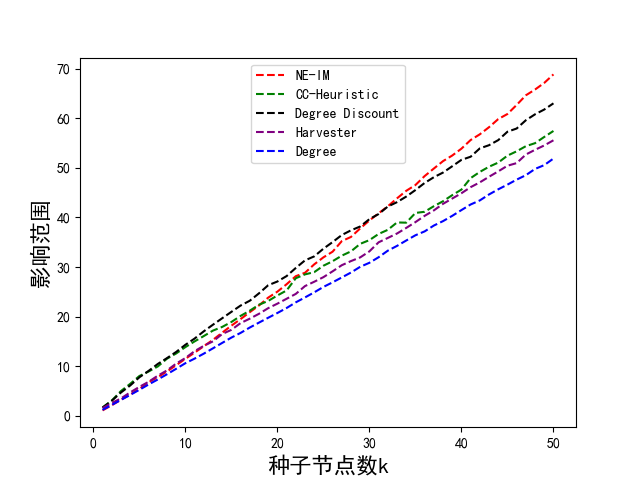 NE-IM
CC-Heuristic
Degree Discount
Harvester
Degree
70
60
50
40
30
20
10
0
影响范围
0 10 20 30 40 50
种子节点数k